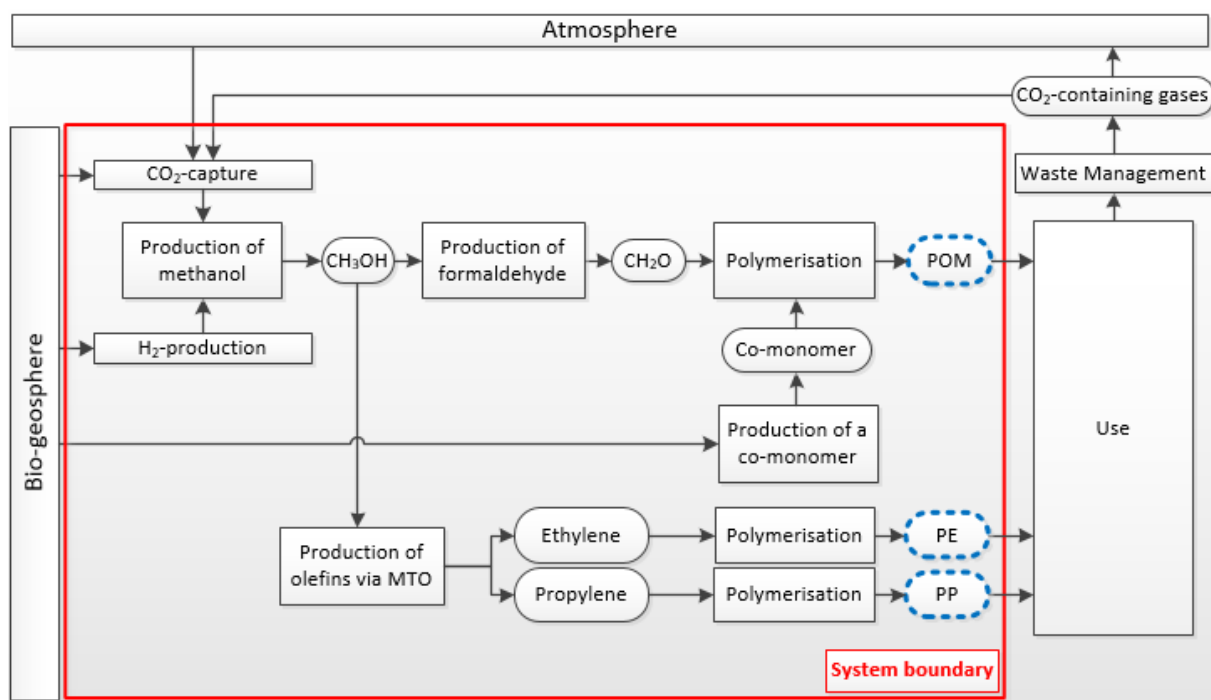 Atmosphere
CO₂-containing gases
Bio-geosphere
CO₂-capture
Waste Management
Production of
methanol
CH₃OH
Production of
formaldehyde
CH₂O
Polymerisation
POM
H₂-production
Co-monomer
Production of a
co-monomer
Use
Production of
olefins via MTO
Ethylene
Polymerisation
PE
Propylene
Polymerisation
PP
System boundary